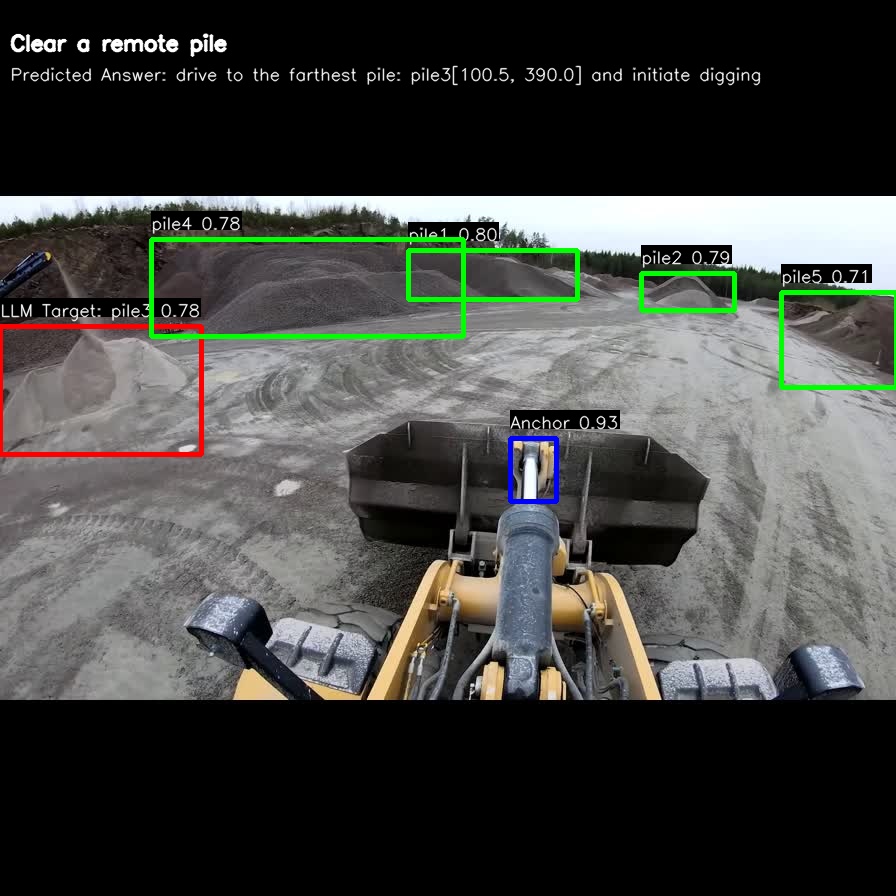 Clear a remote pile
Predicted Answer: drive to the farthest pile: pile3[100.5, 390.0] and initiate digging
pile4 0.78
pile1 0.80
pile2 0.79
pile5 0.71
LLM Target: pile3 0.78
Anchor 0.93